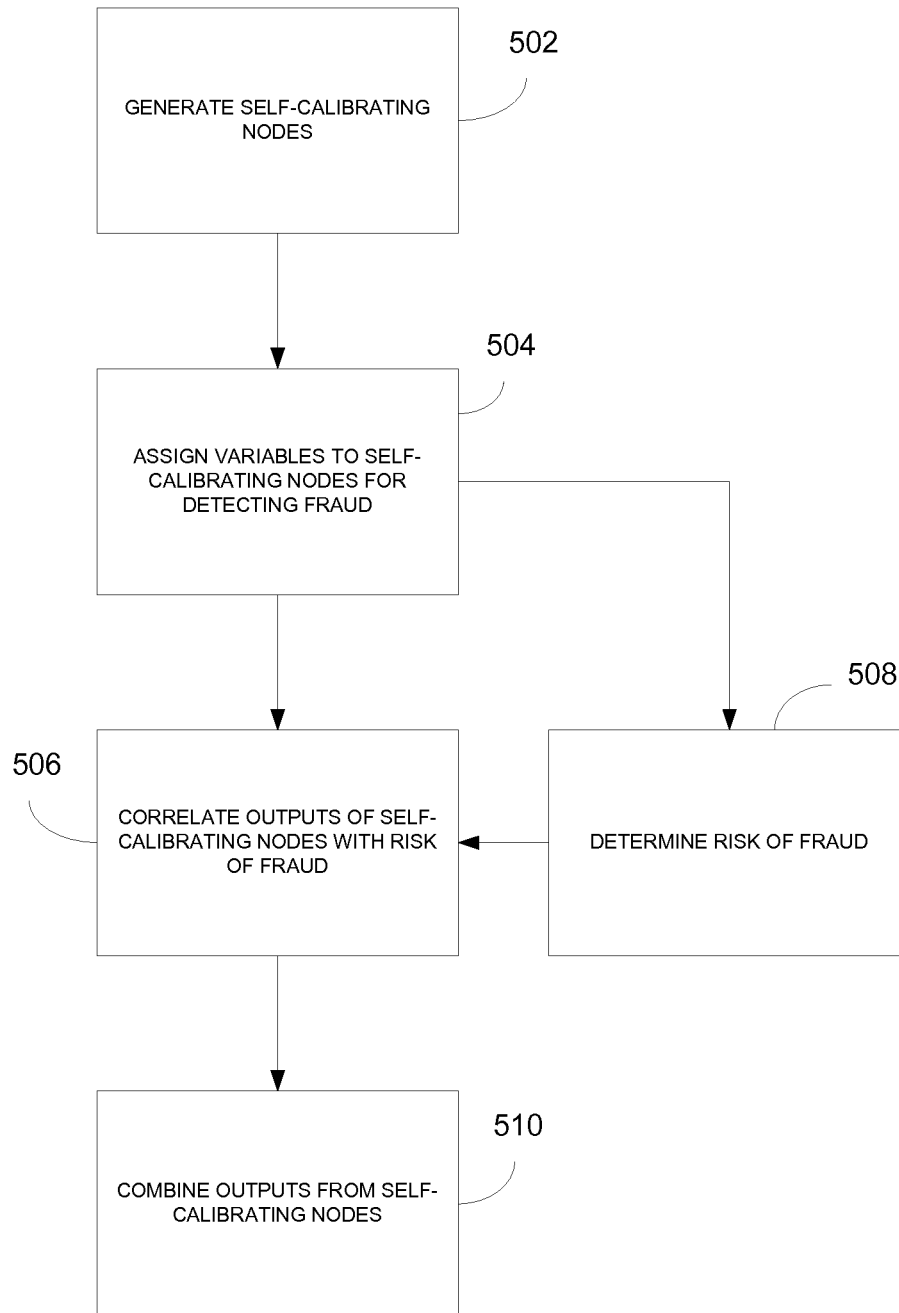 502
GENERATE SELF-CALIBRATING
NODES
504
ASSIGN VARIABLES TO SELF-
CALIBRATING NODES FOR
DETECTING FRAUD
506
CORRELATE OUTPUTS OF SELF-
CALIBRATING NODES WITH RISK
OF FRAUD
508
DETERMINE RISK OF FRAUD
510
COMBINE OUTPUTS FROM SELF-
CALIBRATING NODES